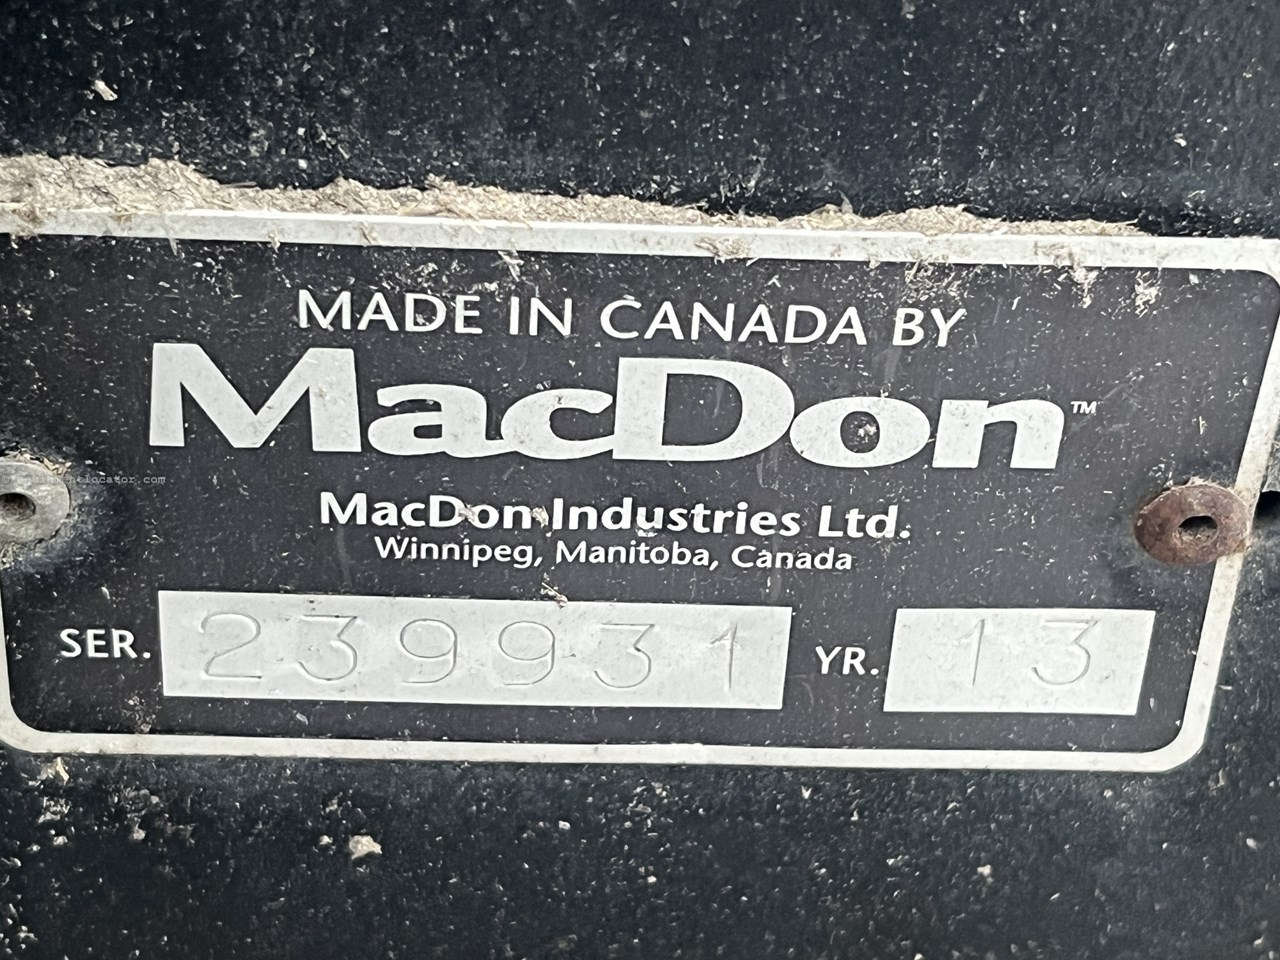 MADE IN CANADA BY
MacDon™
MacDon Industries Ltd.
Winnipeg, Manitoba, Canada
SER. 239931 YR. 13